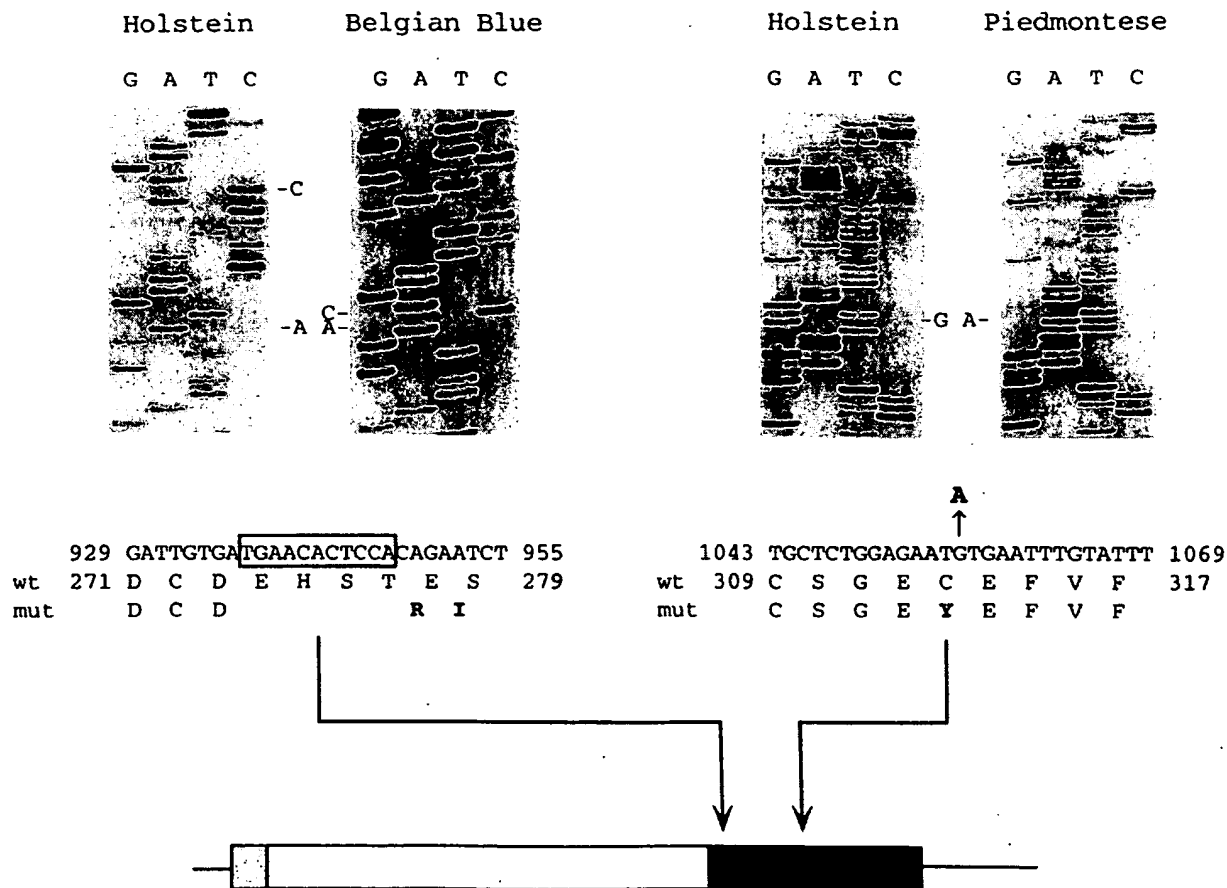 Holstein Belgian Blue Holstein Piedmontese
G A T C G A T C G A T C G A T C
-C
C-
-A A-
-G A-
A
929 GATTGTGATGAACACTCCACAGAATCT 955
1043 TGCTCTGGAGAATGTGAATTTGTATTT 1069
wt 271 D C D E H S T E S 279
wt 309 C S G E C E F V F 317
mut D C D R I
mut C S G E Y E F V F